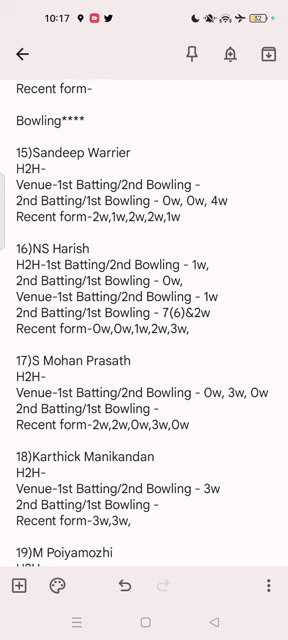 10:17
32
Recent form-
Bowling****
15)Sandeep Warrier
H2H-
Venue-1st Batting/2nd Bowling -
2nd Batting/1st Bowling - 0w, 0w, 4w
Recent form-2w,1w,2w,2w,1w
16)NS Harish
H2H-1st Batting/2nd Bowling - 1w,
2nd Batting/1st Bowling - 0w,
Venue-1st Batting/2nd Bowling - 1w
2nd Batting/1st Bowling - 7(6)&2w
Recent form-0w,0w,1w,2w,3w,
17)S Mohan Prasath
H2H-
Venue-1st Batting/2nd Bowling - 0w, 3w, 0w
2nd Batting/1st Bowling -
Recent form-2w,2w,0w,3w,0w
18)Karthick Manikandan
H2H-
Venue-1st Batting/2nd Bowling - 3w
2nd Batting/1st Bowling -
Recent form-3w,3w,
19)M Poiyamozhi
H2H-